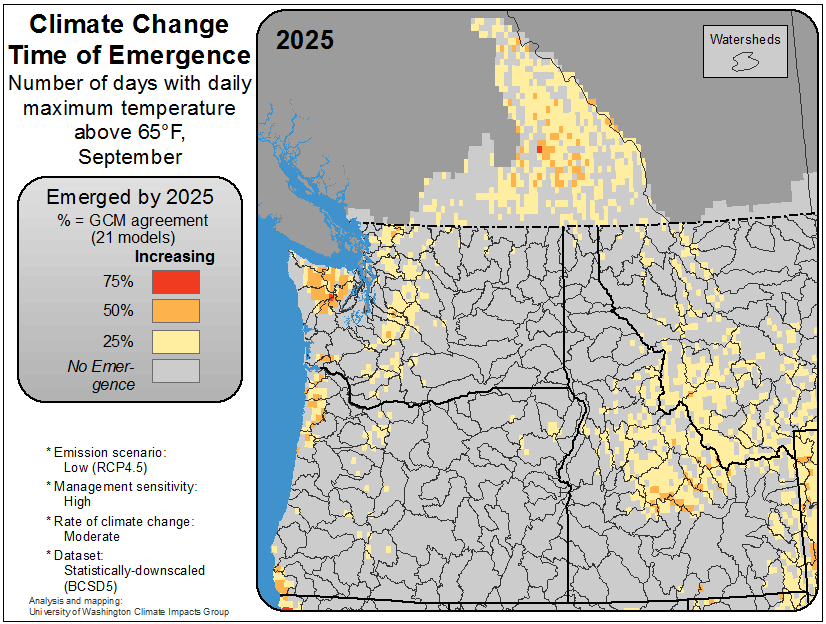 Climate Change
Time of Emergence
Number of days with daily
maximum temperature
above 65°F,
September
Emerged by 2025
% = GCM agreement
(21 models)
Increasing
75%
50%
25%
No Emer-
gence
* Emission scenario:
Low (RCP4.5)
* Management sensitivity:
High
* Rate of climate change:
Moderate
* Dataset:
Statistically-downscaled
(BCSD5)
Analysis and mapping:
University of Washington Climate Impacts Group
2025
Watersheds